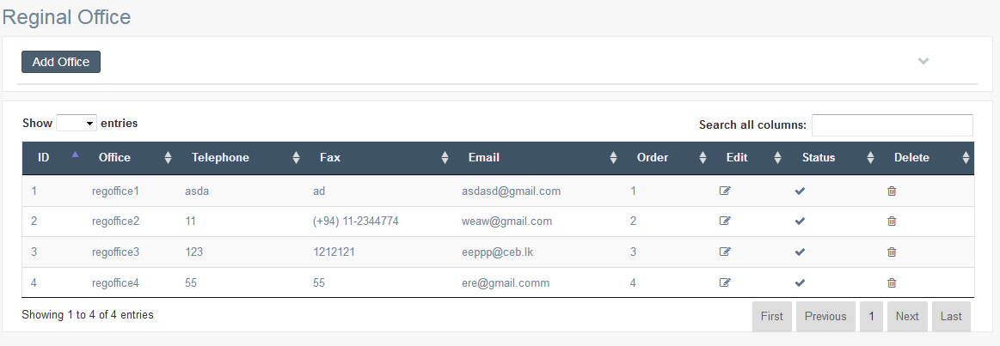 Reginal Office
Add Office
Show entries Search all columns:
ID Office Telephone Fax Email Order Edit Status Delete
1 regoffice1 asda ad asdasd@gmail.com 1
2 regoffice2 11 (+94) 11-2344774 weaw@gmail.com 2
3 regoffice3 123 1212121 eeppp@ceb.lk 3
4 regoffice4 55 55 ere@gmail.comm 4
Showing 1 to 4 of 4 entries First Previous 1 Next Last